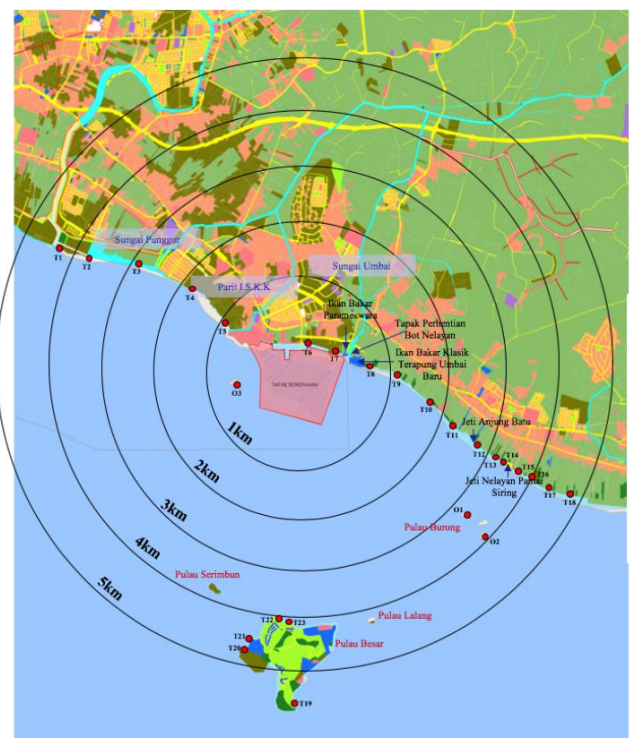 T1
T2
Sungai Punggor
T3
Sungai Umbai
Parit I.S.K.K
T4
Ikan Bakar
Parameswara
T5
Tapak Perhentian
Bot Nelayan
T6
T7
Ikan Bakar Klasik
Terapung Umbai
Baru
T8
T9
O3
T10
1km
Jeti Anjung Batu
T11
T12
T13
T14
T15
T16
2km
Jeti Nelayan Pantai
Siring
T17
T18
3km
O1
Pulau Burong
O2
4km
Pulau Serimbun
5km
Pulau Lalang
T22
T23
T21
Pulau Besar
T20
T19